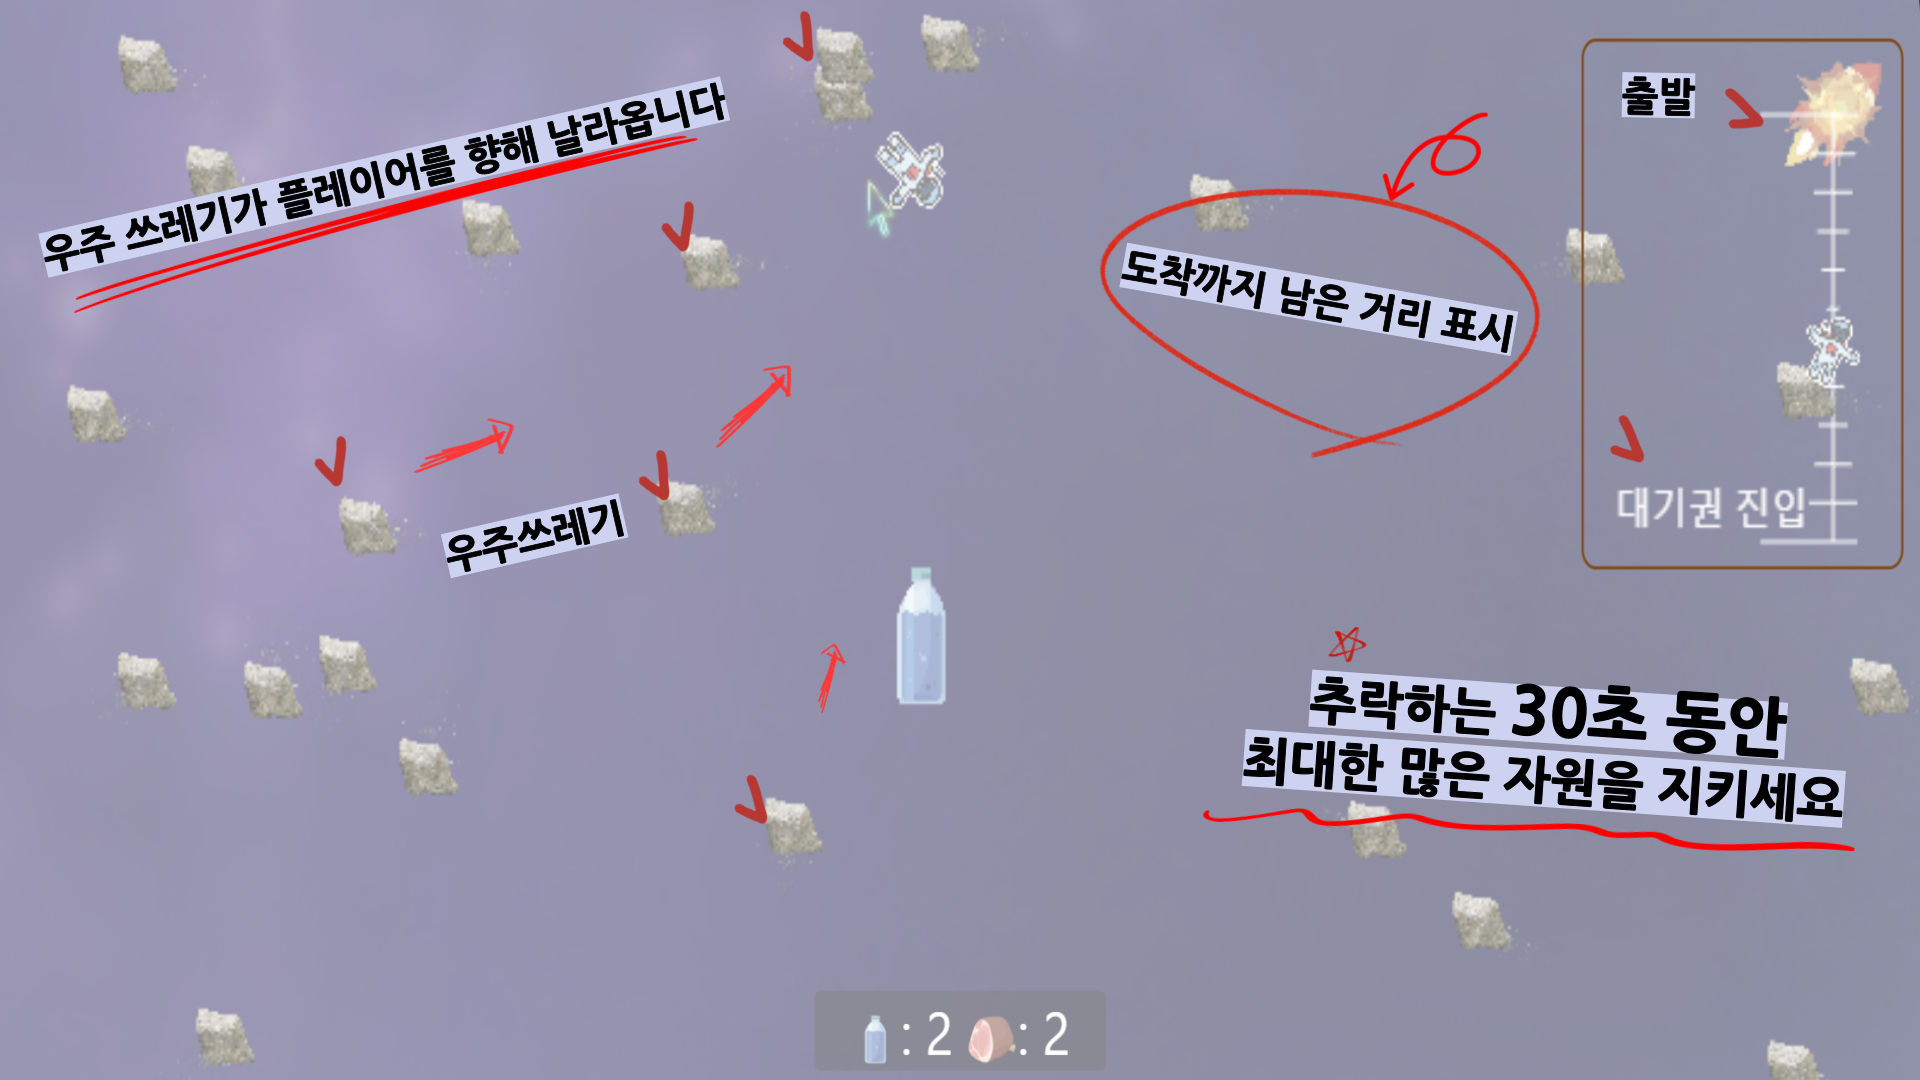 우주 쓰레기가 플레이어를 향해 날라옵니다
출발
도착까지 남은 거리 표시
우주쓰레기
대기권 진입
추락하는 30초 동안
최대한 많은 자원을 지키세요
: 2 : 2